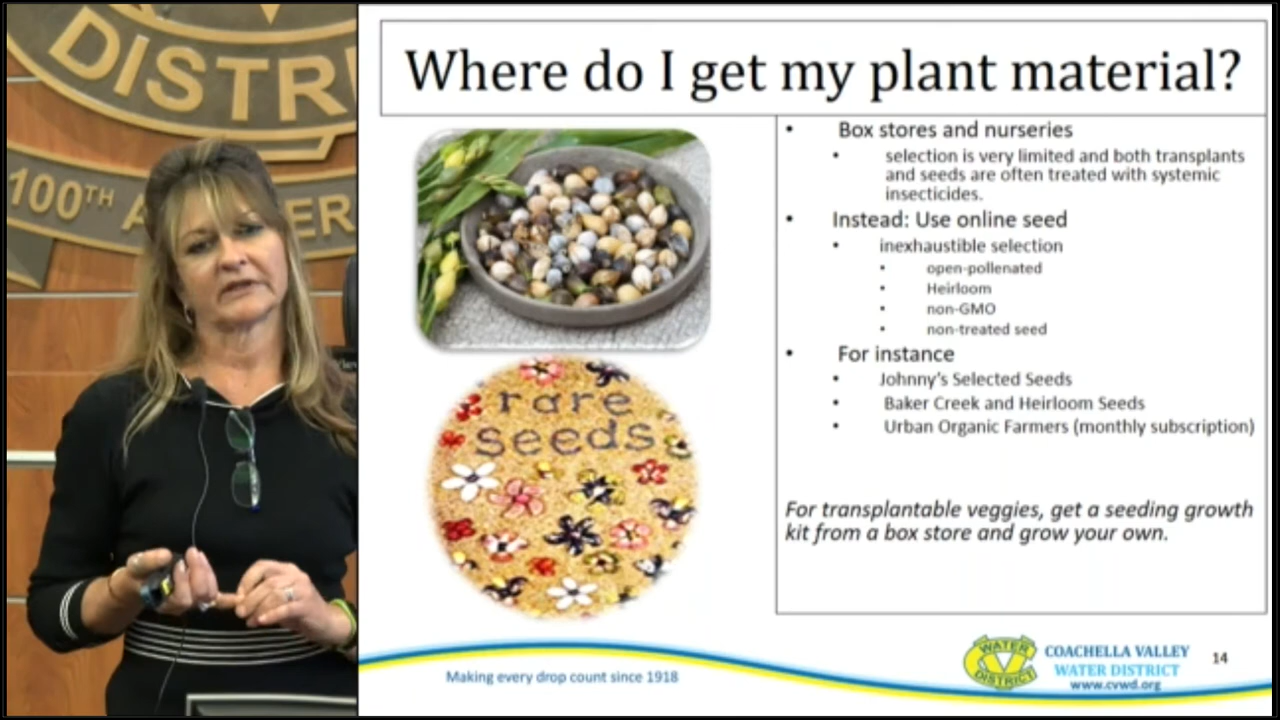 DISTR
100TH A
ER
Where do I get my plant material?
rare
seeds
• Box stores and nurseries
• selection is very limited and both transplants
and seeds are often treated with systemic
insecticides.
• Instead: Use online seed
• inexhaustible selection
• open-pollenated
• Heirloom
• non-GMO
• non-treated seed
• For instance
• Johnny's Selected Seeds
• Baker Creek and Heirloom Seeds
• Urban Organic Farmers (monthly subscription)
For transplantable veggies, get a seeding growth
kit from a box store and grow your own.
Making every drop count since 1918
WATER
DISTRICT
COACHELLA VALLEY
WATER DISTRICT
www.cvwd.org
14